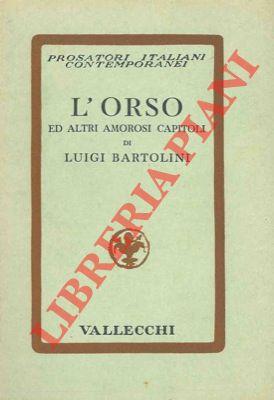 PROSATORI ITALIANI
CONTEMPORANEI
L'ORSO
ED ALTRI AMOROSI CAPITOLI
DI
LUIGI BARTOLINI
VALLECCHI
LIBRERIA PIANI